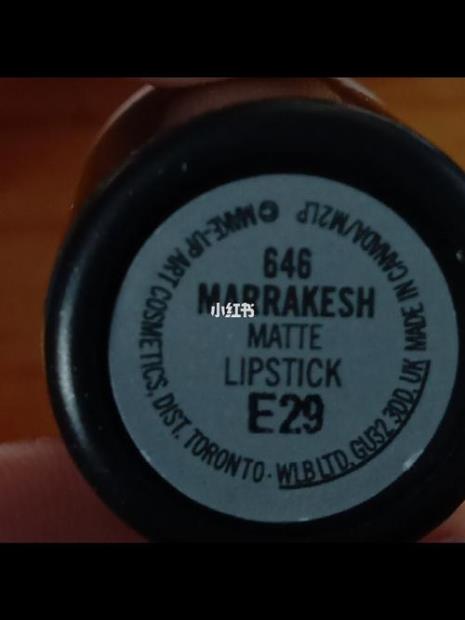 646
MARRAKESH
小红书
MATTE
LIPSTICK
E29
© MAKE-UP ART COSMETICS, DIST. TORONTO · WLB LTD, GU32 3DD, UK MADE IN CANADA/M2LP